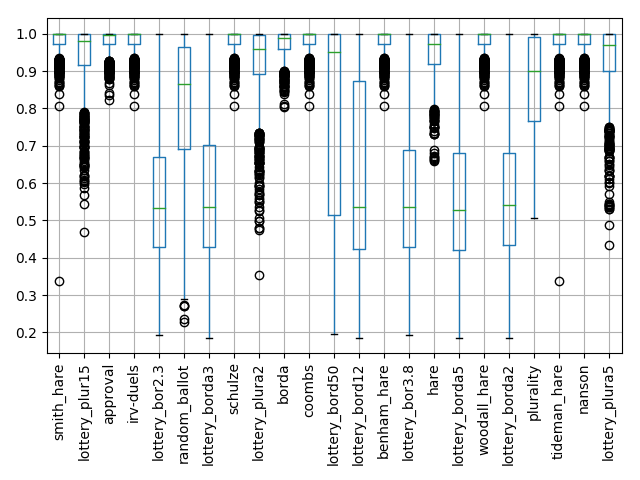 1.0
0.9
0.8
0.7
0.6
0.5
0.4
0.3
0.2
smith_hare
lottery_plur15
approval
irv-duels
lottery_bor2.3
random_ballot
lottery_borda3
schulze
lottery_plura2
borda
coombs
lottery_bord50
lottery_bord12
benham_hare
lottery_bor3.8
hare
lottery_borda5
woodall_hare
lottery_borda2
plurality
tideman_hare
nanson
lottery_plura5